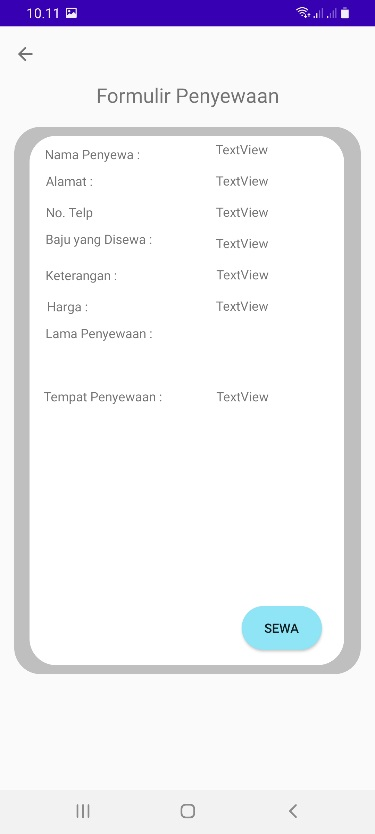 10.11
Formulir Penyewaan
Nama Penyewa : TextView
Alamat : TextView
No. Telp TextView
Baju yang Disewa : TextView
Keterangan : TextView
Harga : TextView
Lama Penyewaan :
Tempat Penyewaan : TextView
SEWA